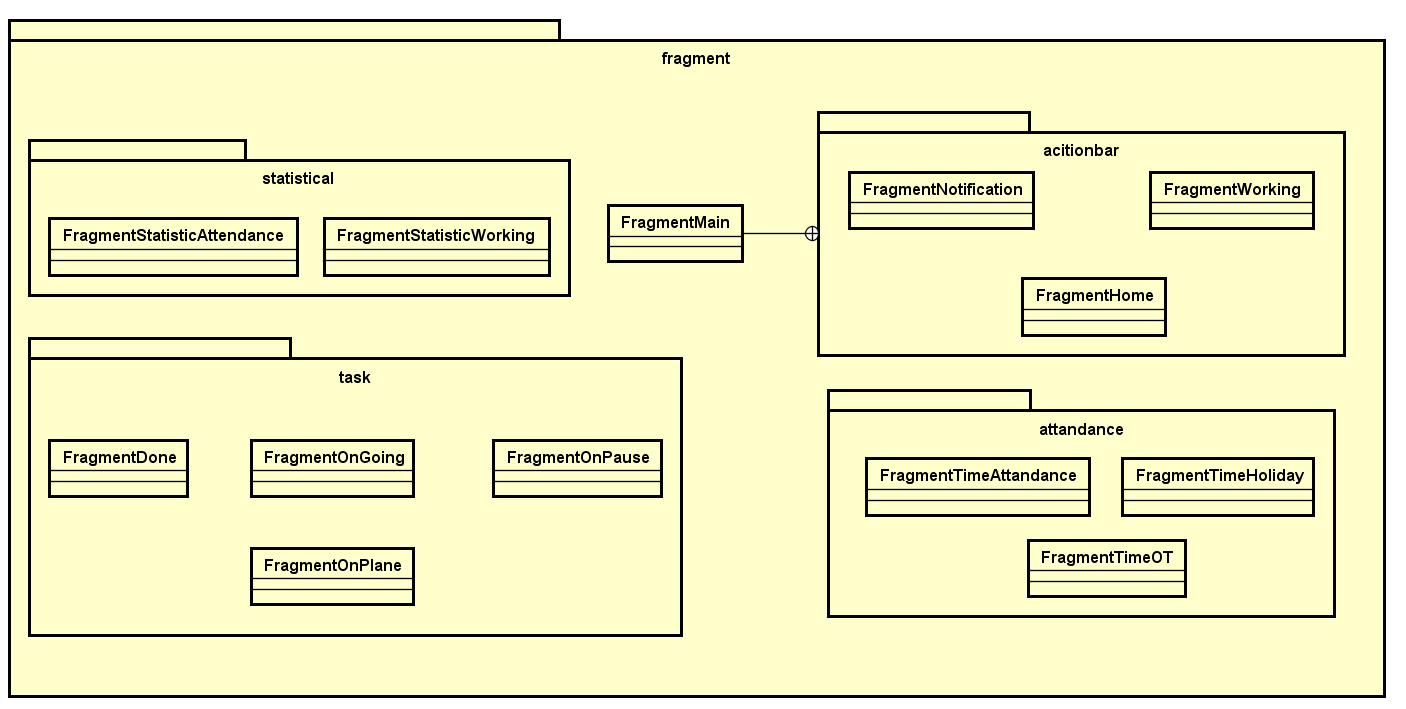 fragment
statistical
FragmentStatisticAttendance
FragmentStatisticWorking
FragmentMain
acitionbar
FragmentNotification
FragmentWorking
FragmentHome
task
FragmentDone
FragmentOnGoing
FragmentOnPause
FragmentOnPlane
attandance
FragmentTimeAttandance
FragmentTimeHoliday
FragmentTimeOT